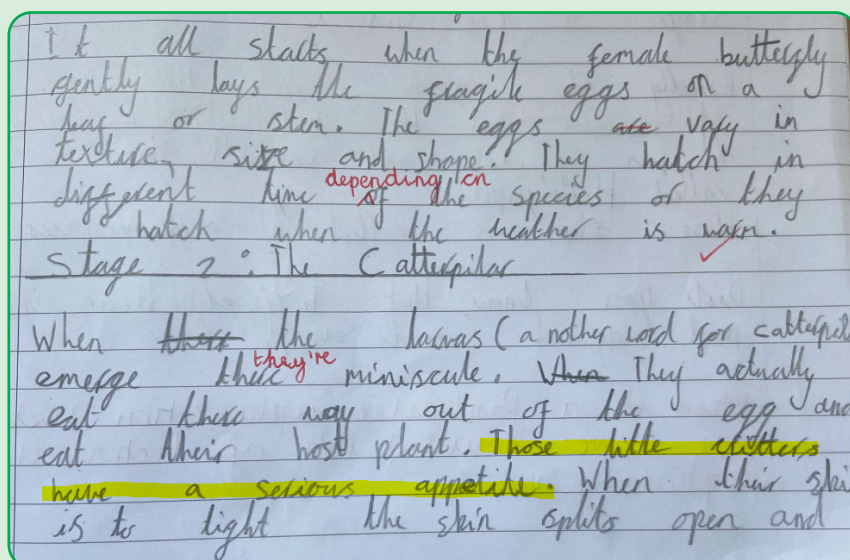 It all starts when the female butterfly
gently lays the fragile eggs on a
leaf or stem. The eggs are vary in
texture, size and shape. They hatch in
different time depending on of the species or they
hatch when the weather is warm.
Stage 2: The Catterpilar
When there the larvas (a nother word for catterpil
emerge there they're miniscule. When They actually
eat there way out of the egg and
eat their host plant. Those little critters
have a serious appetite. When their ski
is to tight the skin splits open and